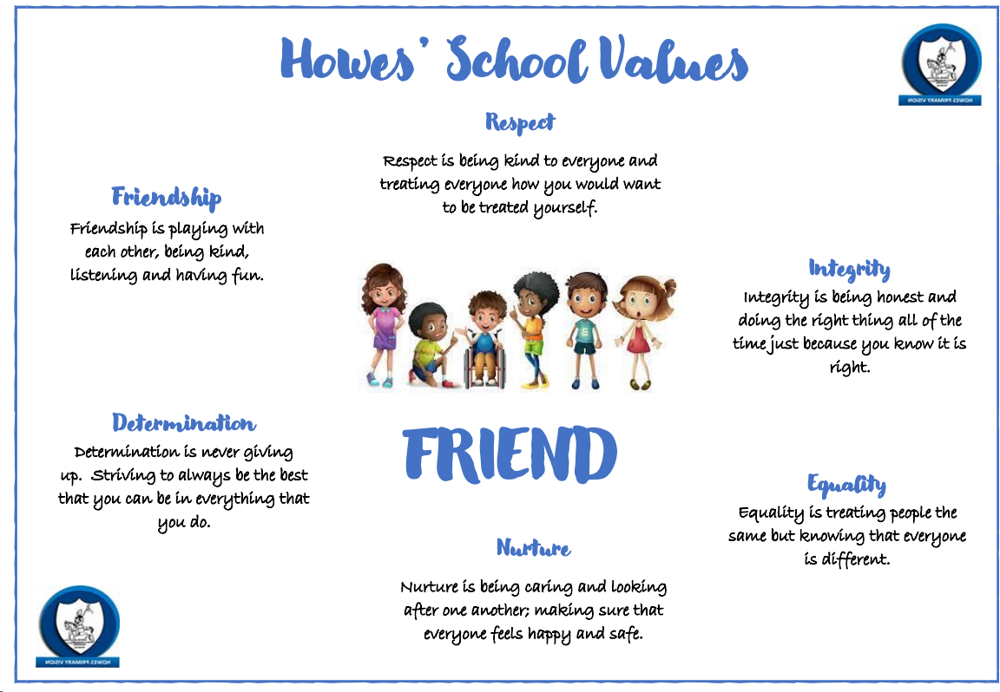 Howes' School Values
Respect
Respect is being kind to everyone and
treating everyone how you would want
to be treated yourself.
Friendship
Friendship is playing with
each other, being kind,
listening and having fun.
Integrity
Integrity is being honest and
doing the right thing all of the
time just because you know it is
right.
Determination
Determination is never giving
up. Striving to always be the best
that you can be in everything that
you do.
FRIEND
Equality
Equality is treating people the
same but knowing that everyone
is different.
Nurture
Nurture is being caring and looking
after one another; making sure that
everyone feels happy and safe.
HOWES PRIMARY VISION
HOWES PRIMARY VISION